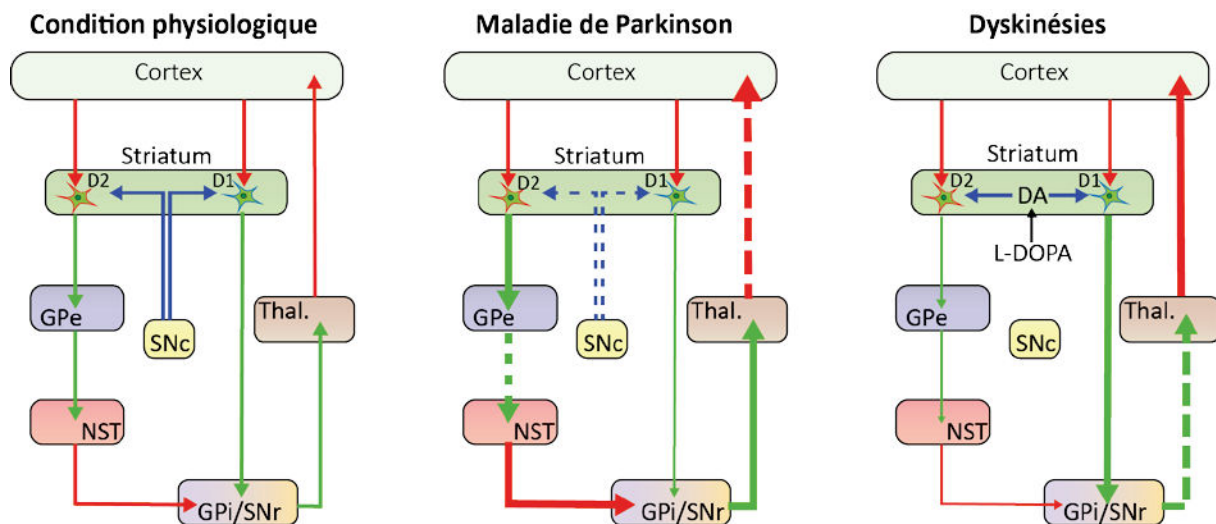 Condition physiologique
Cortex
Striatum
D2
D1
GPe
SNc
Thal.
NST
GPi/SNr
Maladie de Parkinson
Cortex
Striatum
D2
D1
GPe
SNc
Thal.
NST
GPi/SNr
Dyskinésies
Cortex
Striatum
D2
DA
D1
L-DOPA
GPe
SNc
Thal.
NST
GPi/SNr